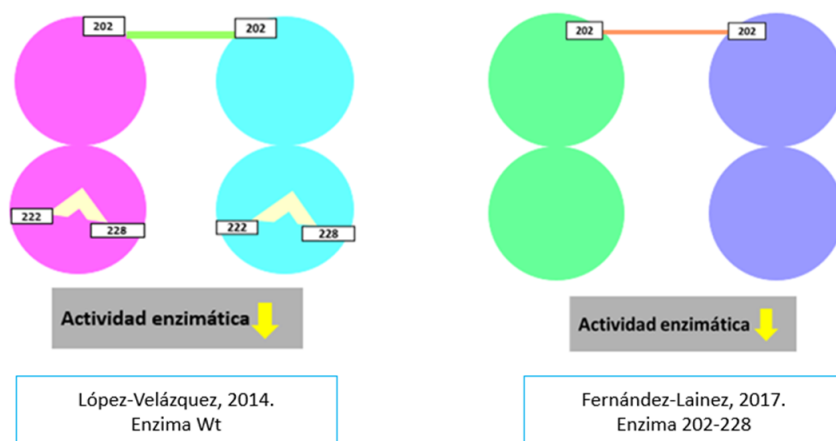 202 202
222 228
222 228
Actividad enzimática
López-Velázquez, 2014.
Enzima Wt
202 202
Actividad enzimática
Fernández-Lainez, 2017.
Enzima 202-228